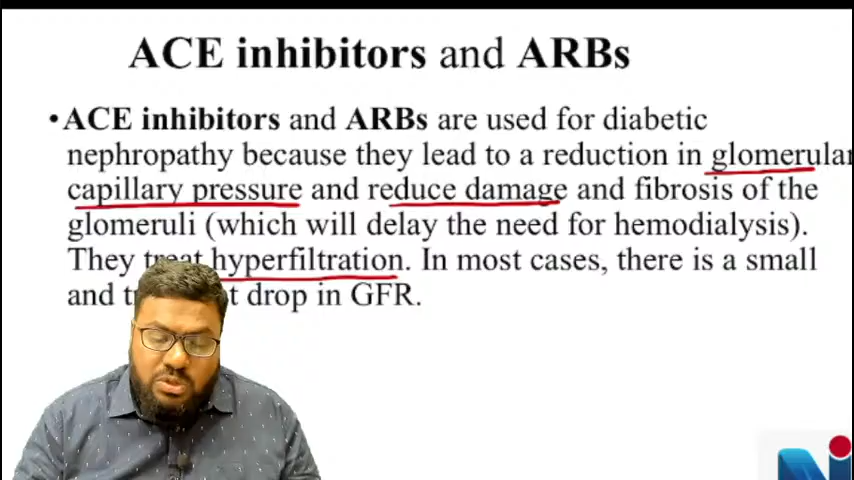 ACE inhibitors and ARBs
•ACE inhibitors and ARBs are used for diabetic
nephropathy because they lead to a reduction in glomerular
capillary pressure and reduce damage and fibrosis of the
glomeruli (which will delay the need for hemodialysis).
They treat hyperfiltration. In most cases, there is a small
and drop in GFR.